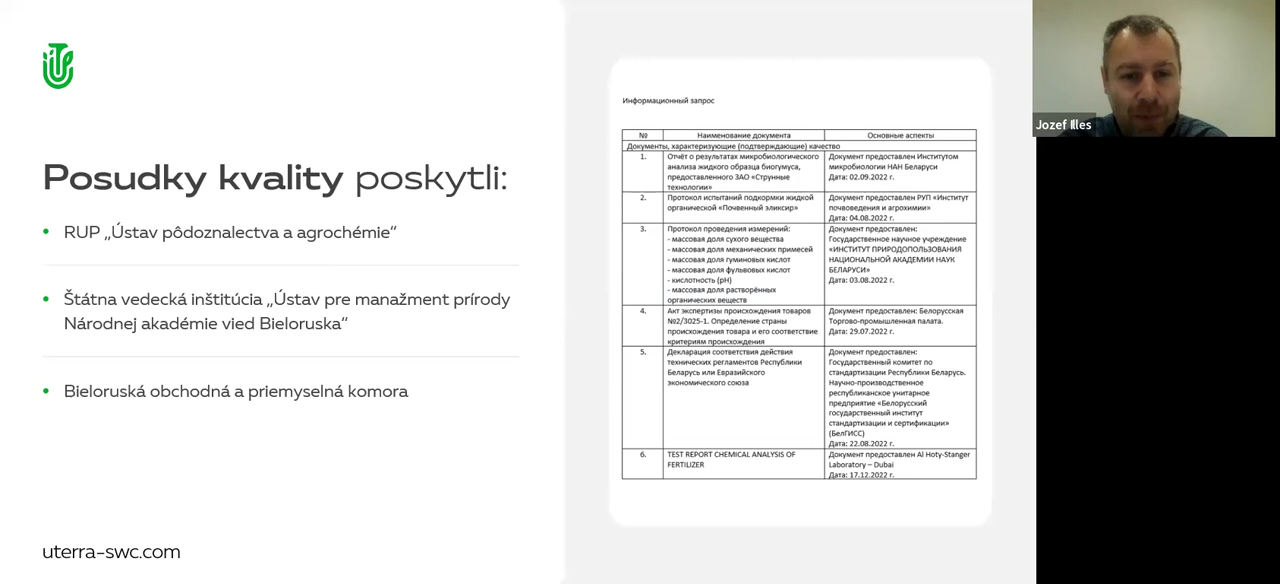 Posudky kvality poskytli:
• RUP „Ústav pôdoznalectva a agrochémie“
• Štátna vedecká inštitúcia „Ústav pre manažment prírody
Národnej akadémie vied Bieloruska“
• Bieloruská obchodná a priemyselná komora
uterra-swc.com
Информационный запрос
№ Наименование документа Основные аспекты
Документы, характеризующие (подтверждающие) качество
1. Отчёт о результатах микробиологического
анализа жидкого образца биогумуса,
предоставленного ЗАО «Струнные
технологии»
Документ предоставлен Институтом
микробиологии НАН Беларуси
Дата: 02.09.2022 г.
2. Протокол испытаний подкормки жидкой
органической «Почвенный эликсир»
Документ предоставлен РУП «Институт
почвоведения и агрохимии»
Дата: 04.08.2022 г.
3. Протокол проведения измерений:
- массовая доля сухого вещества
- массовая доля механических примесей
- массовая доля гуминовых кислот
- массовая доля фульвовых кислот
- кислотность (pH)
- массовая доля растворённых
органических веществ
Документ предоставлен:
Государственное научное учреждение
«ИНСТИТУТ ПРИРОДОПОЛЬЗОВАНИЯ
НАЦИОНАЛЬНОЙ АКАДЕМИИ НАУК
БЕЛАРУСИ»
Дата: 03.08.2022 г.
4. Акт экспертизы происхождения товаров
№2/3025-1. Определение страны
происхождения товара и его соответствие
критериям происхождения
Документ предоставлен: Белорусская
Торгово-промышленная палата.
Дата: 29.07.2022 г.
5. Декларация соответствия действия
технических регламентов Республики
Беларусь или Евразийского
экономического союза
Документ предоставлен:
Государственный комитет по
стандартизации Республики Беларусь.
Научно-производственное
республиканское унитарное
предприятие «Белорусский
государственный институт
стандартизации и сертификации»
(БелГИСС)
Дата: 22.08.2022 г.
6. TEST REPORT CHEMICAL ANALYSIS OF
FERTILIZER
Документ предоставлен Al Hoty-Stanger
Laboratory – Dubai
Дата: 17.12.2022 г.
Jozef Illes